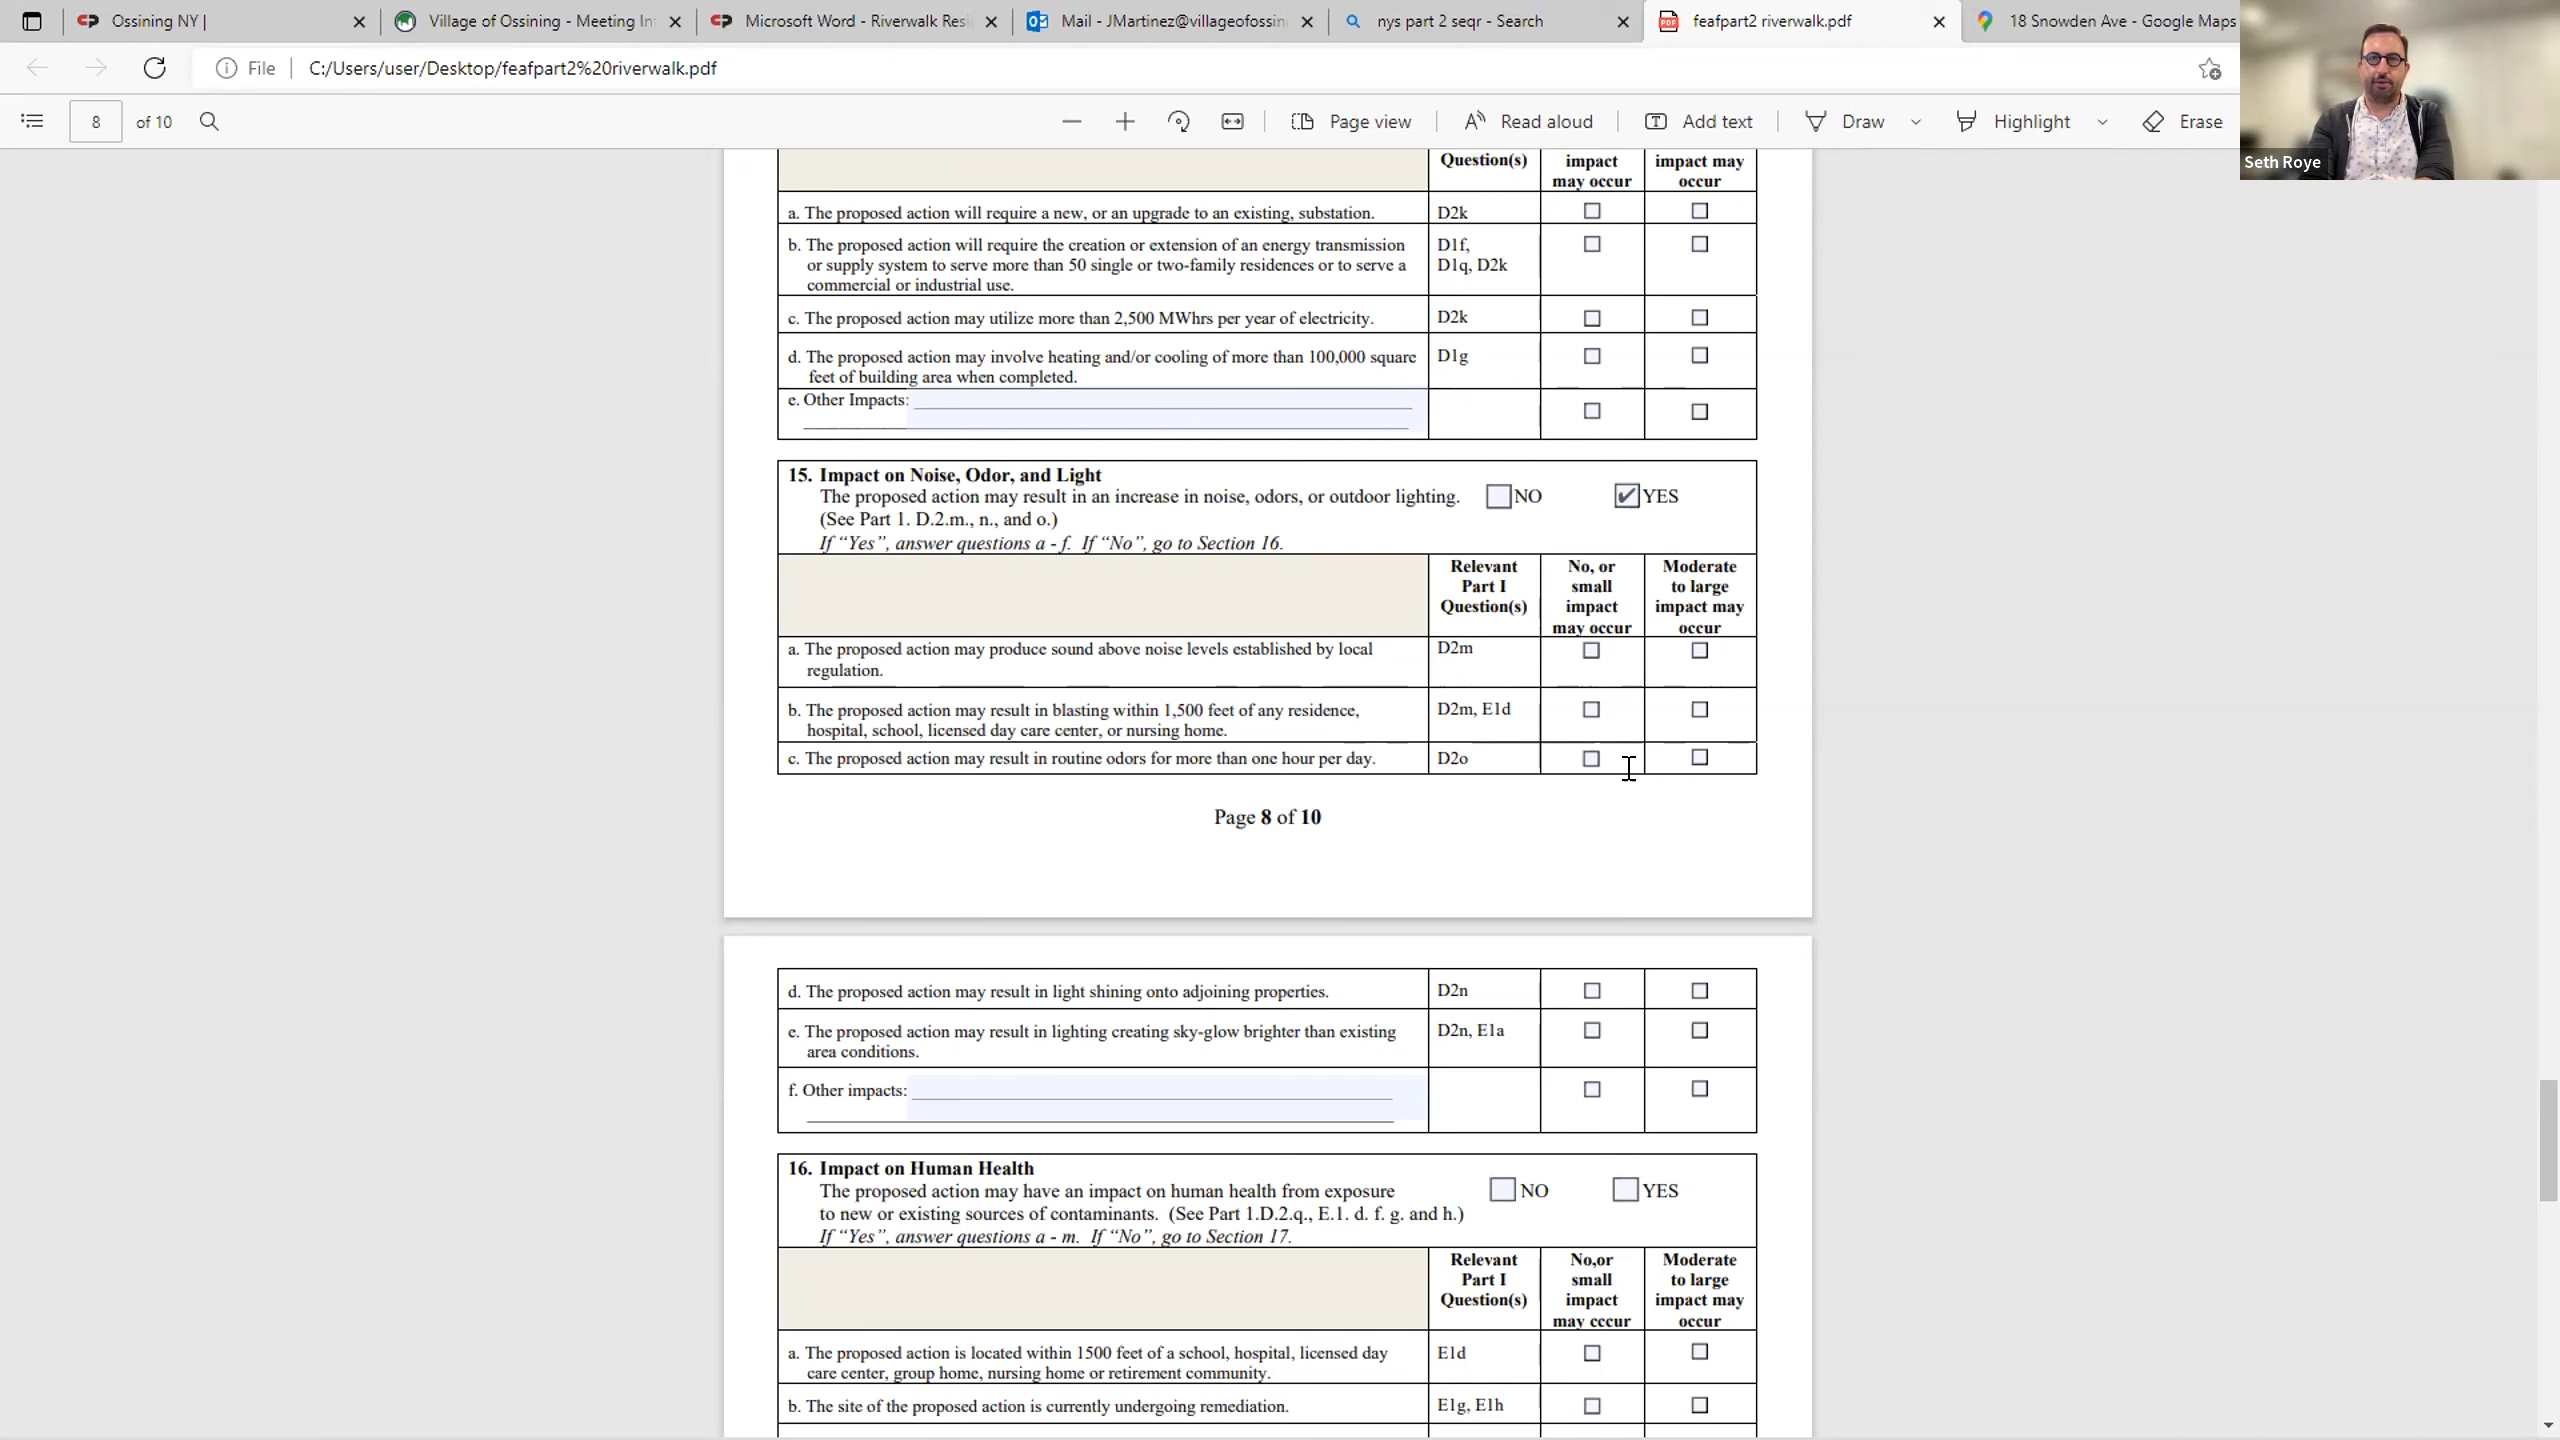 Ossining NY |
Village of Ossining - Meeting In
Microsoft Word - Riverwalk Resi
Mail - JMartinez@villageofossini
nys part 2 seqr - Search
feafpart2 riverwalk.pdf
18 Snowden Ave - Google Maps
File
C:/Users/user/Desktop/feafpart2%20riverwalk.pdf
8 of 10
Page view
Read aloud
Add text
Draw
Highlight
Erase
Seth Roye
Question(s)
impact may occur
impact may occur
a. The proposed action will require a new, or an upgrade to an existing, substation.
D2k
b. The proposed action will require the creation or extension of an energy transmission
or supply system to serve more than 50 single or two-family residences or to serve a
commercial or industrial use.
D1f,
D1q, D2k
c. The proposed action may utilize more than 2,500 MWhrs per year of electricity.
D2k
d. The proposed action may involve heating and/or cooling of more than 100,000 square
feet of building area when completed.
D1g
e. Other Impacts:
15. Impact on Noise, Odor, and Light
The proposed action may result in an increase in noise, odors, or outdoor lighting.
NO
✔ YES
(See Part 1. D.2.m., n., and o.)
If “Yes”, answer questions a - f. If “No”, go to Section 16.
Relevant
Part I
Question(s)
No, or
small
impact
may occur
Moderate
to large
impact may
occur
a. The proposed action may produce sound above noise levels established by local
regulation.
D2m
b. The proposed action may result in blasting within 1,500 feet of any residence,
hospital, school, licensed day care center, or nursing home.
D2m, E1d
c. The proposed action may result in routine odors for more than one hour per day.
D2o
Page 8 of 10
d. The proposed action may result in light shining onto adjoining properties.
D2n
e. The proposed action may result in lighting creating sky-glow brighter than existing
area conditions.
D2n, E1a
f. Other impacts:
16. Impact on Human Health
The proposed action may have an impact on human health from exposure
NO
YES
to new or existing sources of contaminants. (See Part 1.D.2.q., E.1. d. f. g. and h.)
If “Yes”, answer questions a - m. If “No”, go to Section 17.
Relevant
Part I
Question(s)
No,or
small
impact
may cccur
Moderate
to large
impact may
occur
a. The proposed action is located within 1500 feet of a school, hospital, licensed day
care center, group home, nursing home or retirement community.
E1d
b. The site of the proposed action is currently undergoing remediation.
E1g, E1h